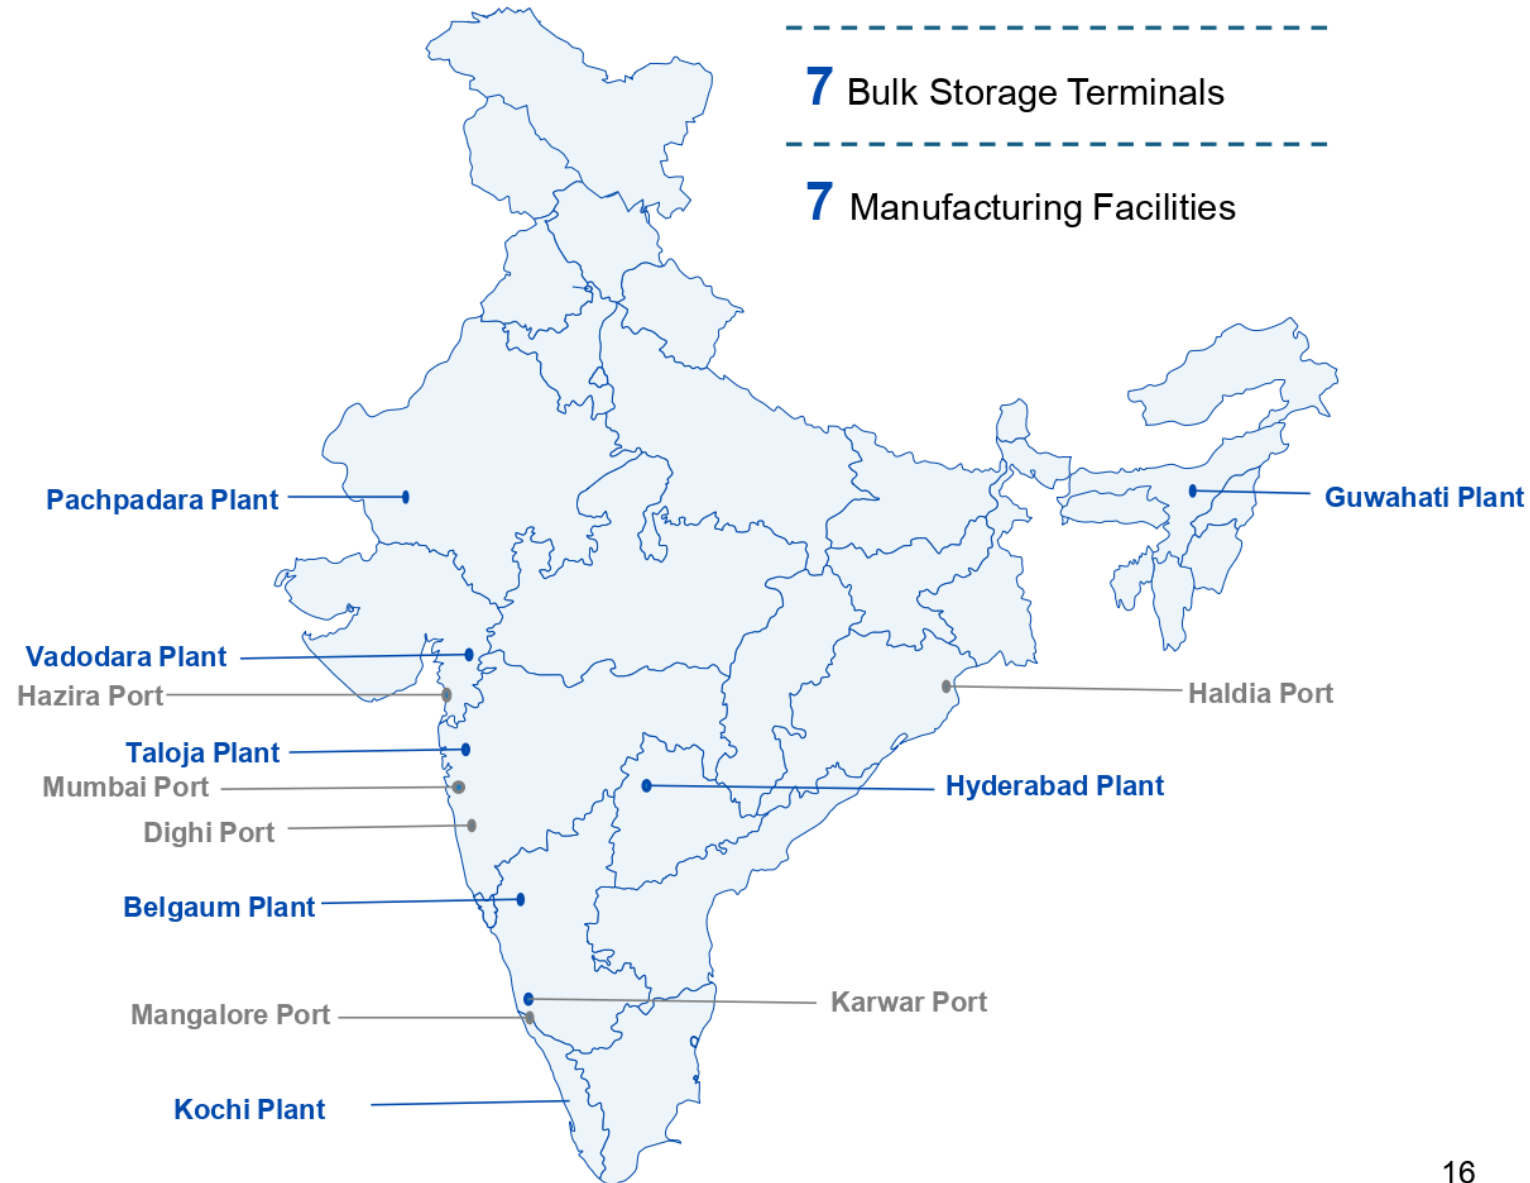 7 Bulk Storage Terminals
7 Manufacturing Facilities
Pachpadara Plant
Guwahati Plant
Vadodara Plant
Hazira Port
Haldia Port
Taloja Plant
Mumbai Port
Hyderabad Plant
Dighi Port
Belgaum Plant
Karwar Port
Mangalore Port
Kochi Plant
16